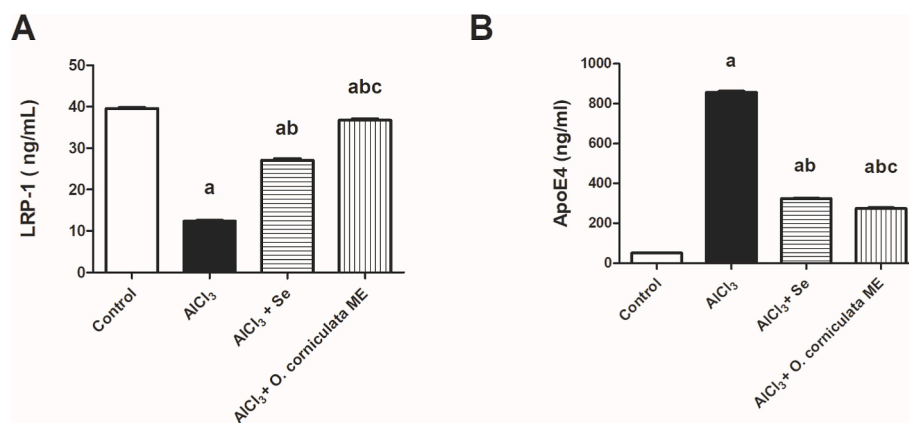 A
LRP-1 ( ng/mL)
50
40
30
20
10
0
a
ab
abc
Control
AlCl₃
AlCl₃ + Se
AlCl₃+ O. corniculata ME
B
ApoE4 (ng/ml)
1000
800
600
400
200
0
a
ab
abc
Control
AlCl₃
AlCl₃+ Se
AlCl₃+ O. corniculata ME